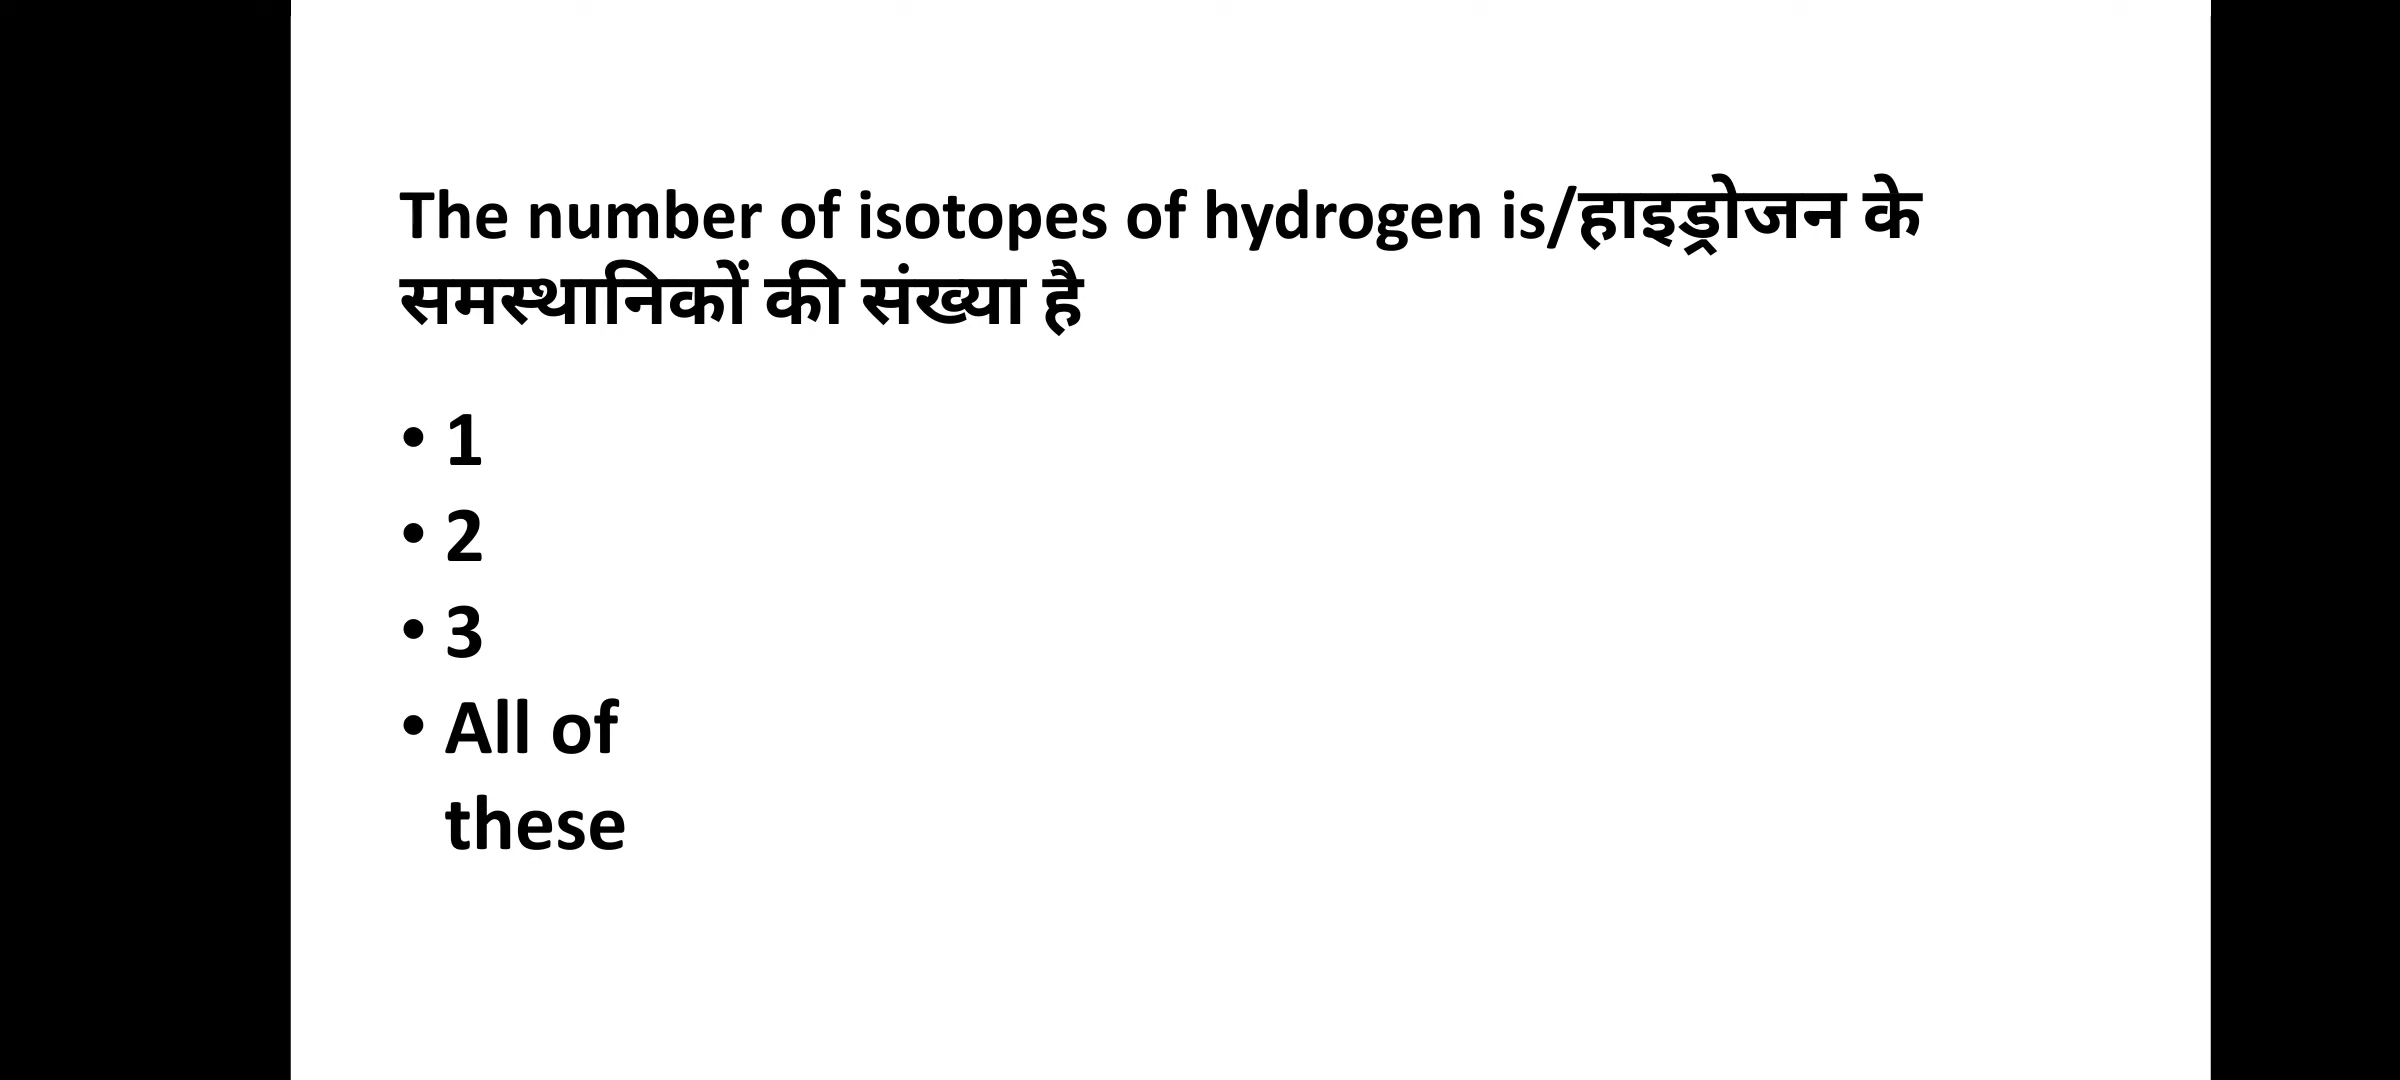 The number of isotopes of hydrogen is/हाइड्रोजन के
समस्थानिकों की संख्या है
• 1
• 2
• 3
• All of
these